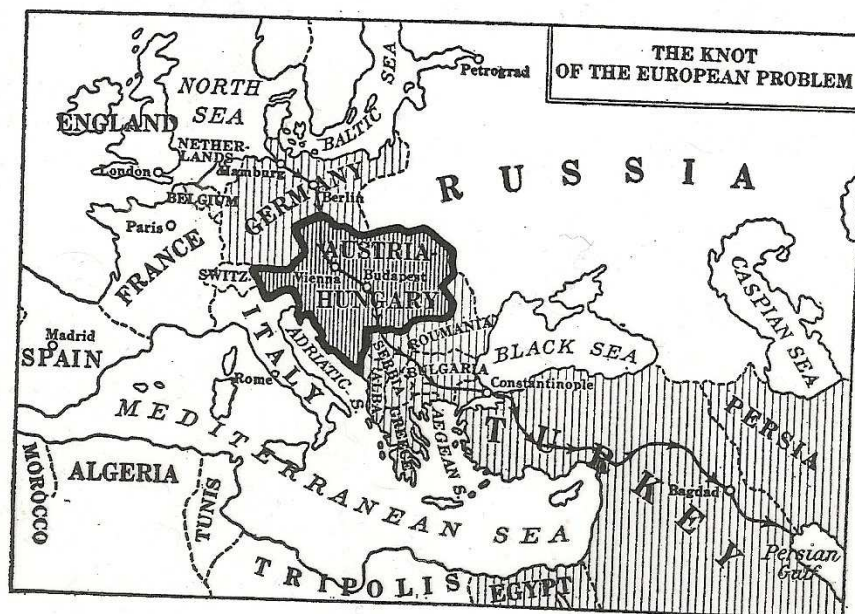 THE KNOT
OF THE EUROPEAN PROBLEM
Petrograd
NORTH
SEA
BALTIC
SEA
ENGLAND
NETHER-
LANDS
London
Hamburg
Berlin
GERMANY
BELGIUM
RUSSIA
Paris
FRANCE
AUSTRIA-
Vienna
Budapest
HUNGARY
SWITZ.
CASPIAN SEA
ITALY
ADRIATIC. S.
ROUMANIA
SERBIA
BULGARIA
BLACK SEA
Madrid
SPAIN
Rome
ALBA.
Constantinople
GREECE
AEGEAN S.
MEDITERRANEAN SEA
TURKEY
PERSIA
Bagdad
MOROCCO
ALGERIA
TUNIS
TRIPOLIS
EGYPT
Persian
Gulf